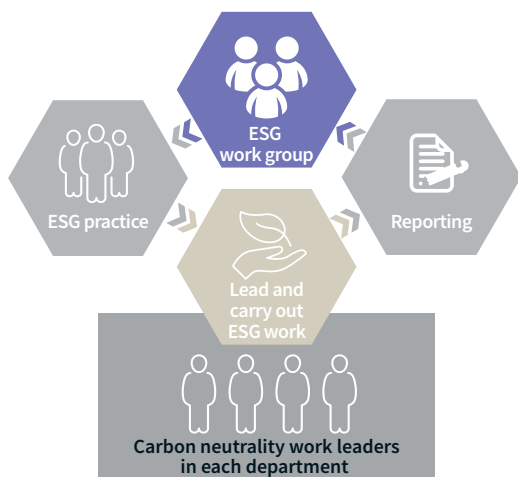 ESG
work group
ESG practice
Reporting
Lead and
carry out
ESG work
Carbon neutrality work leaders
in each department